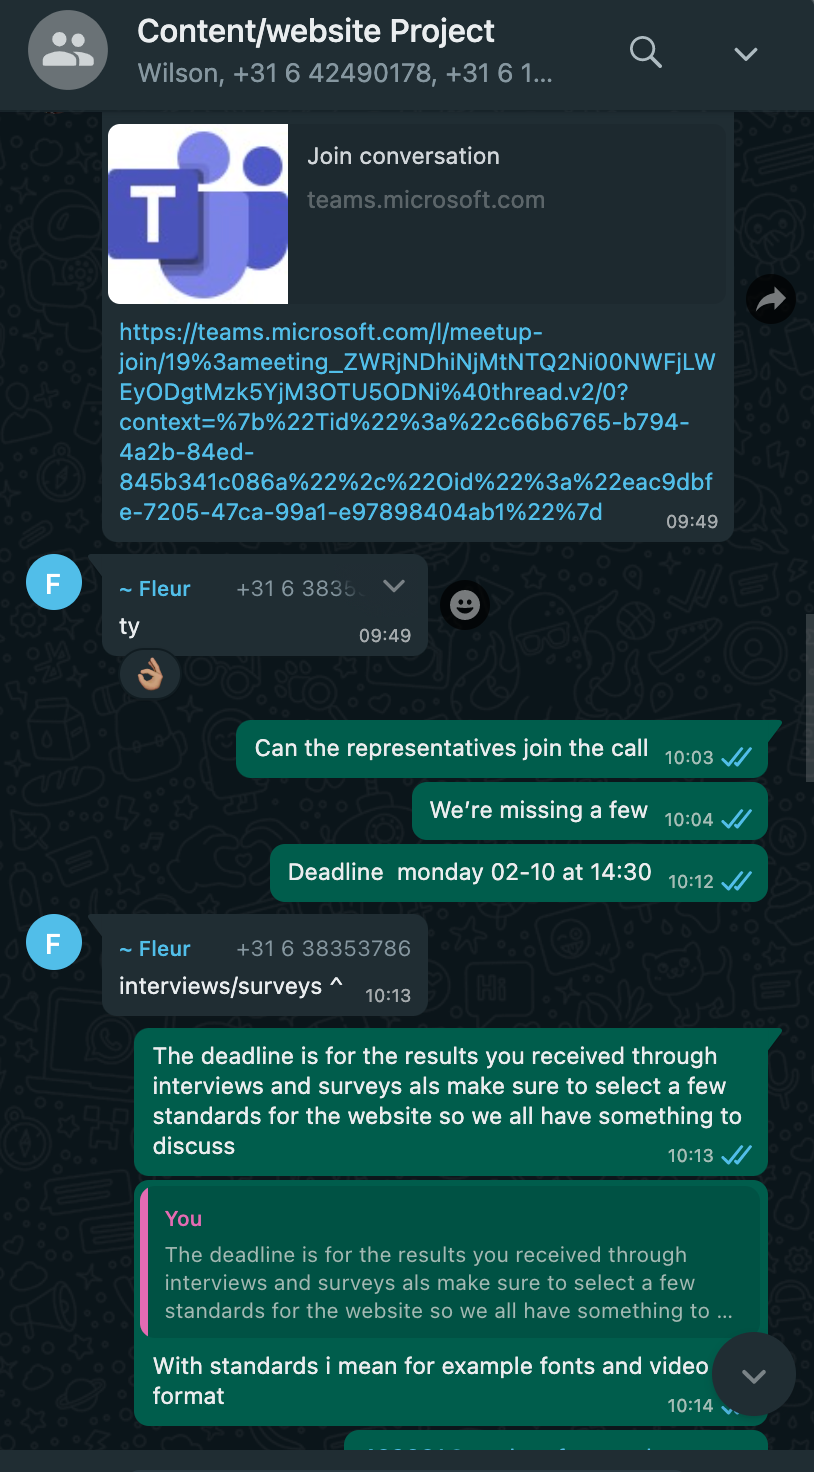 Content/website Project
Wilson, +31 6 42490178, +31 6 1...
T
Join conversation
teams.microsoft.com
https://teams.microsoft.com/l/meetup-
join/19%3ameeting_ZWRjNDhiNjMtNTQ2Ni00NWFjLW
EyODgtMzk5YjM3OTU5ODNi%40thread.v2/0?
context=%7b%22Tid%22%3a%22c66b6765-b794-
4a2b-84ed-
845b341c086a%22%2c%22Oid%22%3a%22eac9dbf
e-7205-47ca-99a1-e97898404ab1%22%7d
09:49
F
~ Fleur +31 6 3835
ty
09:49
Can the representatives join the call 10:03
We're missing a few 10:04
Deadline  monday 02-10 at 14:30 10:12
F
~ Fleur +31 6 38353786
interviews/surveys ^ 10:13
The deadline is for the results you received through
interviews and surveys als make sure to select a few
standards for the website so we all have something to
discuss
10:13
You
The deadline is for the results you received through
interviews and surveys als make sure to select a few
standards for the website so we all have something to ...
With standards i mean for example fonts and video
format
10:14